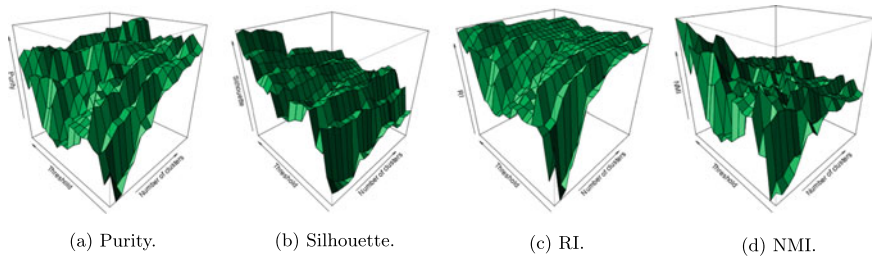 Purity
Threshold
Number of clusters
Silhouette
Threshold
Number of clusters
RI
Threshold
Number of clusters
NMI
Threshold
Number of clusters
(a) Purity.
(b) Silhouette.
(c) RI.
(d) NMI.